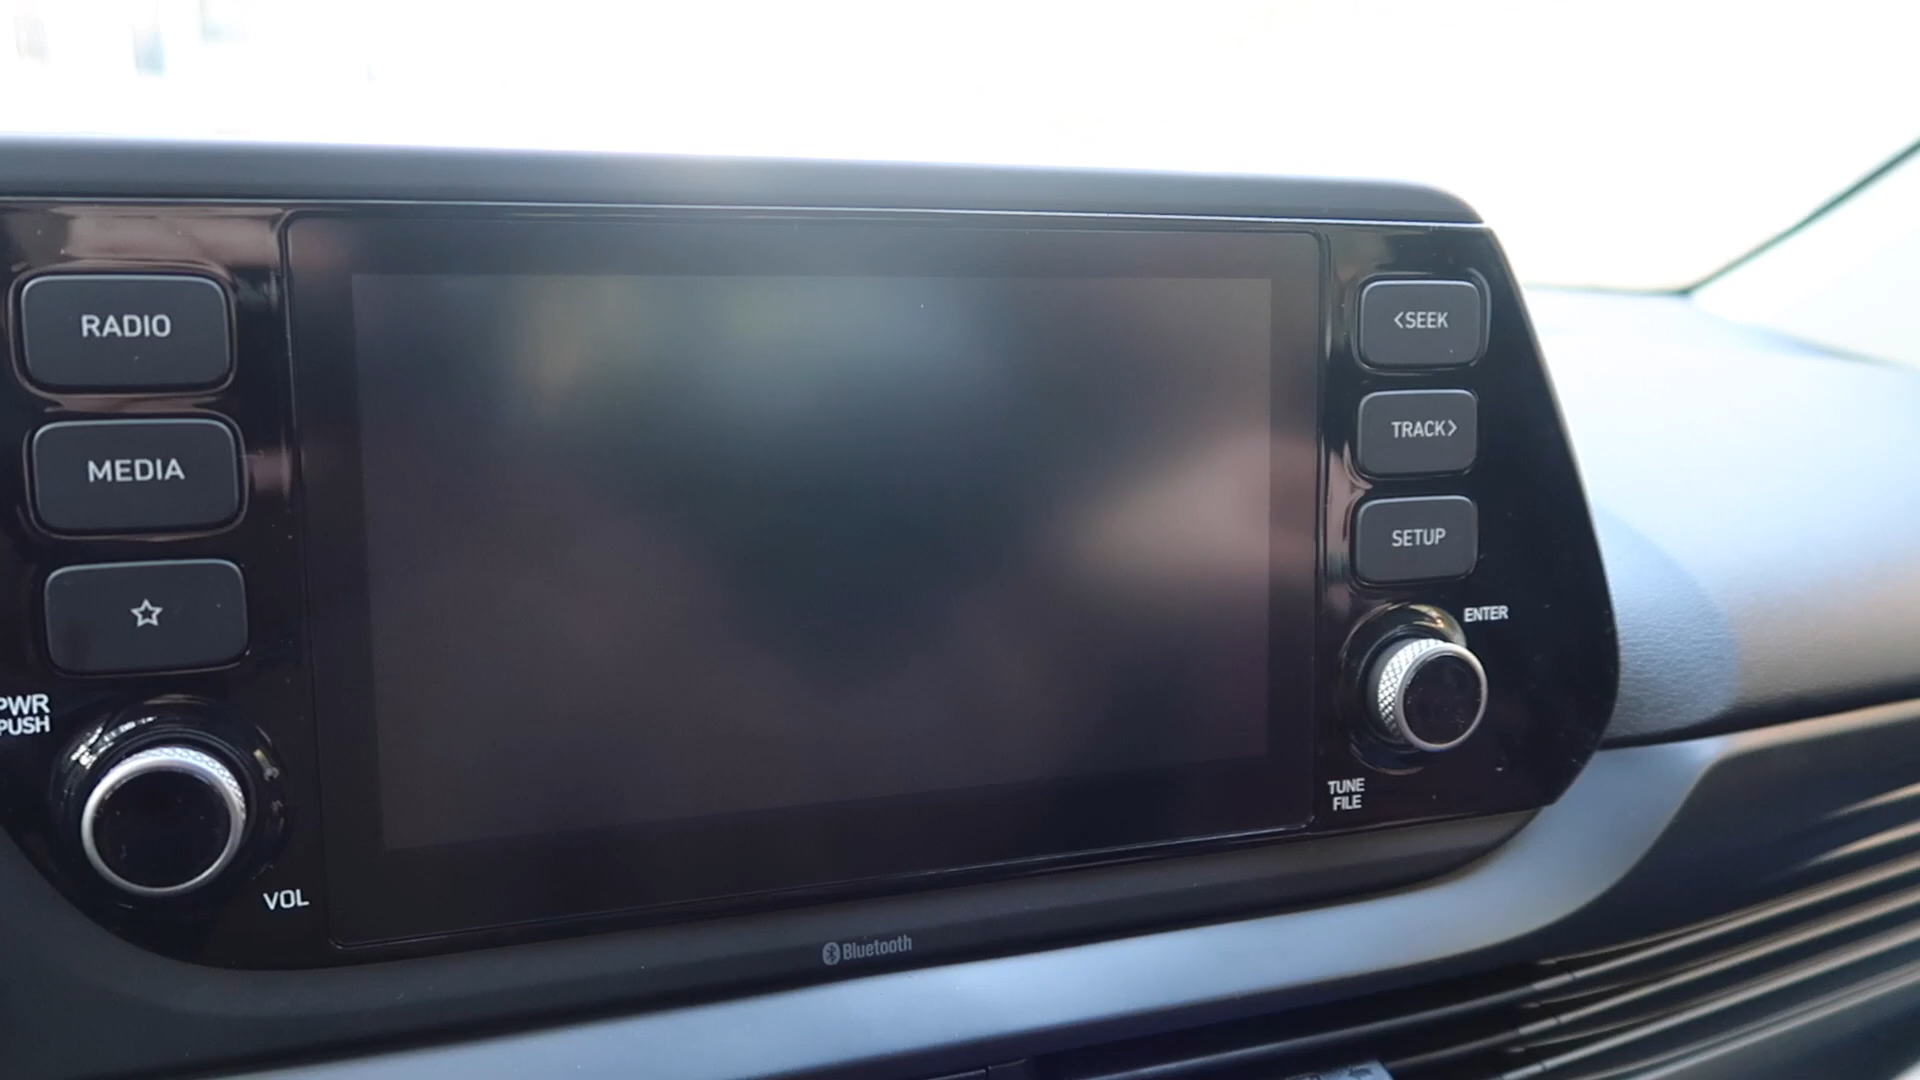 RADIO
MEDIA
PWR
PUSH
VOL
<SEEK
TRACK>
SETUP
ENTER
TUNE
FILE
Bluetooth